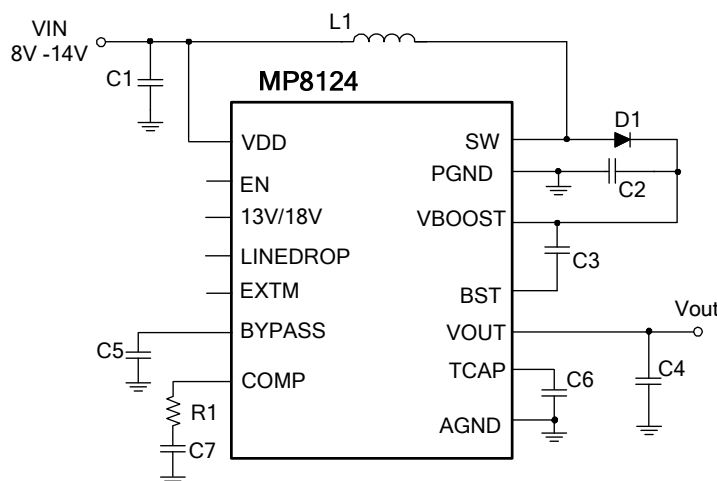 VIN
8V -14V
L1
C1
MP8124
VDD
SW
D1
EN
PGND
C2
13V/18V
VBOOST
LINEDROP
C3
EXTM
BST
BYPASS
VOUT
Vout
C5
COMP
TCAP
C6
C4
R1
AGND
C7